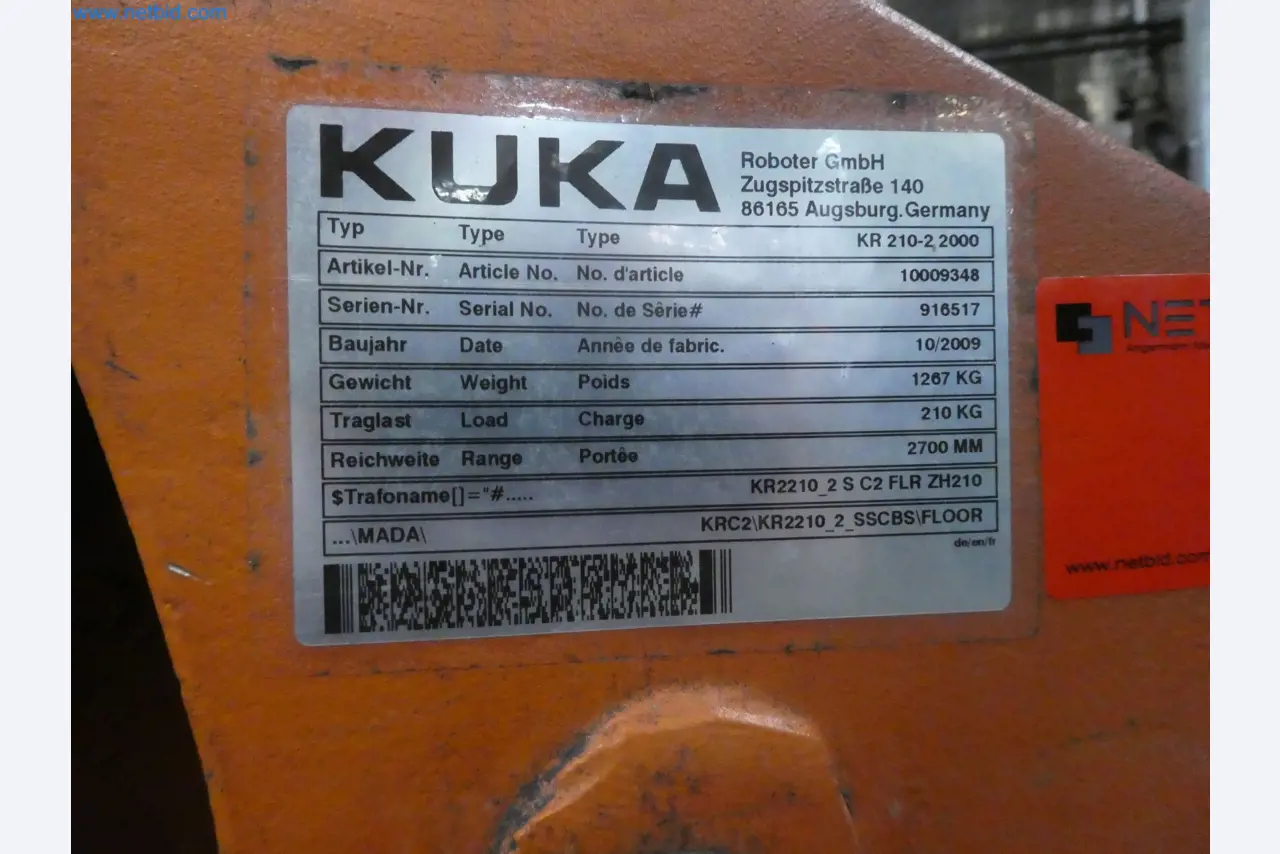 www.netbid.com
KUKA
Roboter GmbH
Zugspitzstraße 140
86165 Augsburg.Germany
Typ Type Type KR 210-2 2000
Artikel-Nr. Article No. No. d'article 10009348
Serien-Nr. Serial No. No. de Sêrie# 916517
Baujahr Date Annêe de fabric. 10/2009
Gewicht Weight Poids 1267 KG
Traglast Load Charge 210 KG
Reichweite Range Portêe 2700 MM
$Trafoname[]="#..... KR2210_2 S C2 FLR ZH210
...\MADA\ KRC2\KR2210_2_SSCBS\FLOOR
de/en/fr
NET
www.netbid.com